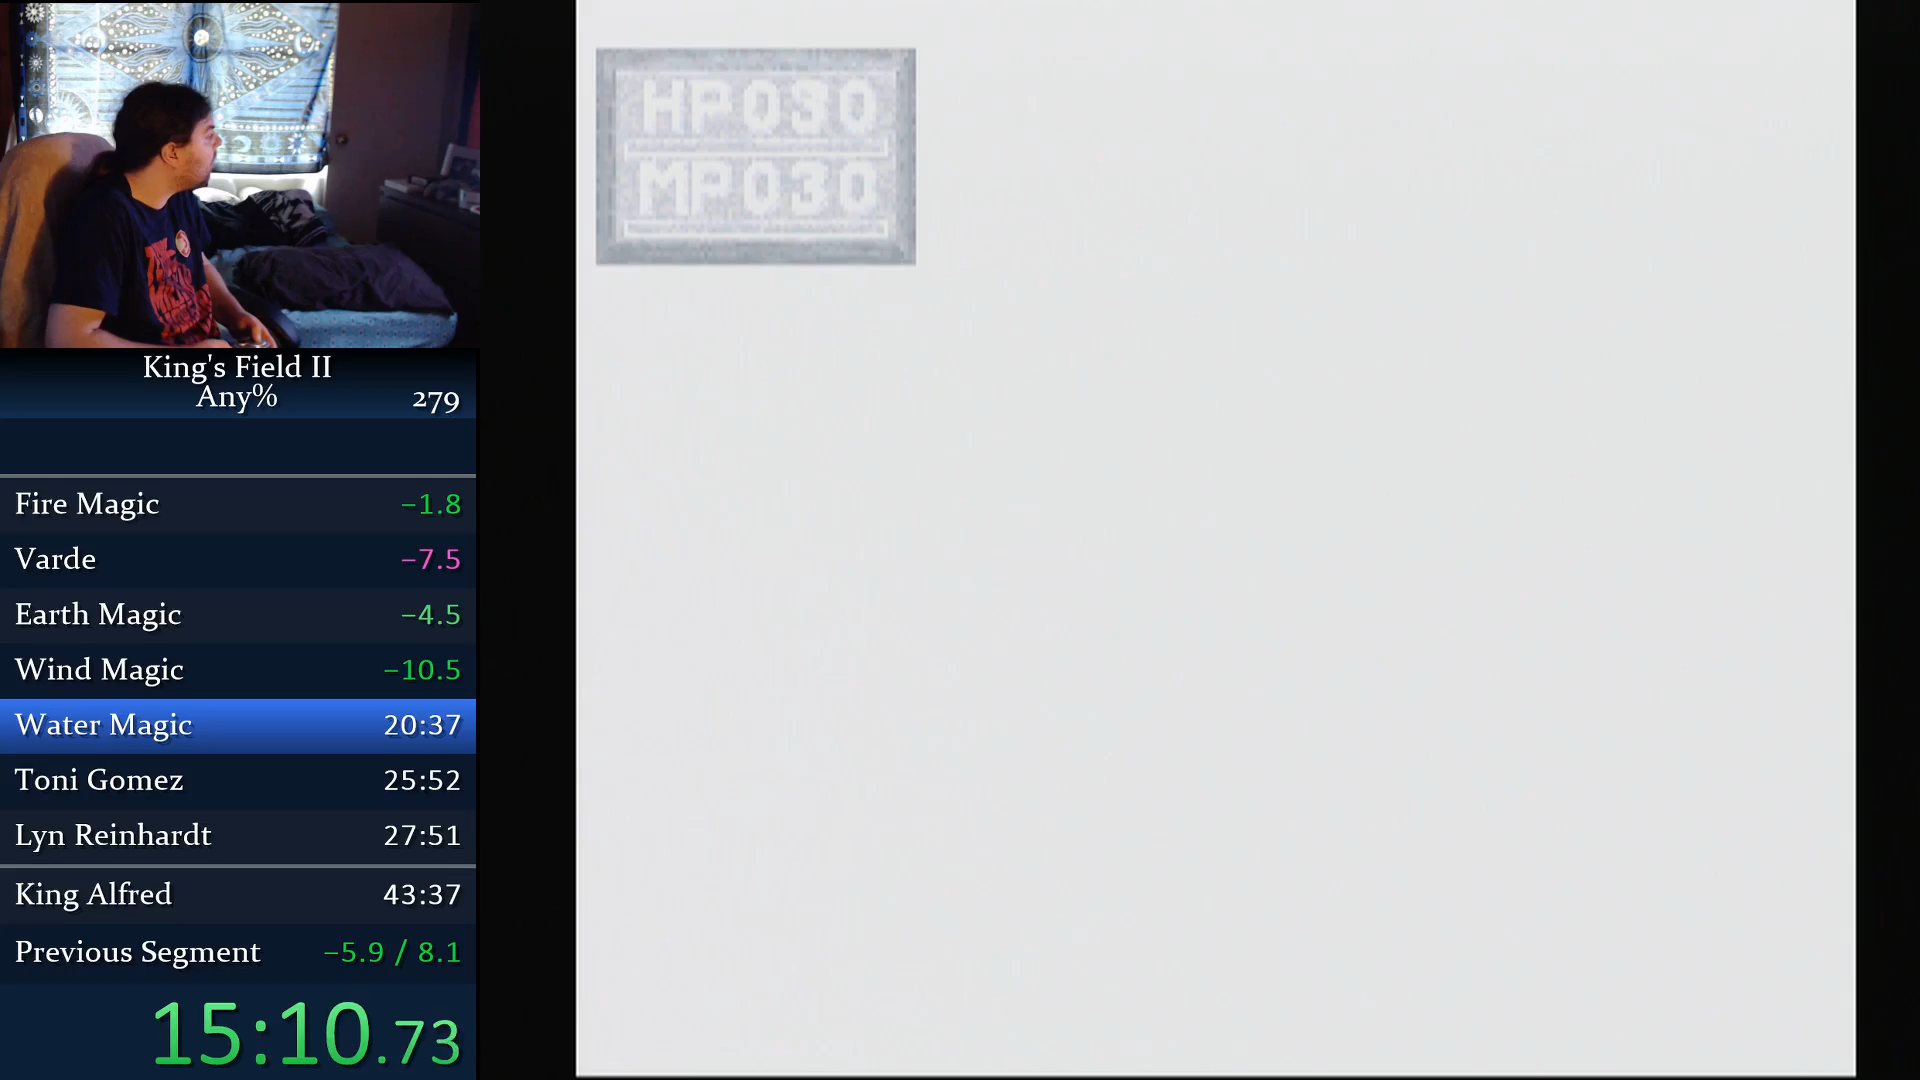 HP030
MP030
King's Field II
Any%
279
Fire Magic -1.8
Varde -7.5
Earth Magic -4.5
Wind Magic -10.5
Water Magic 20:37
Toni Gomez 25:52
Lyn Reinhardt 27:51
King Alfred 43:37
Previous Segment -5.9 / 8.1
15:10.73